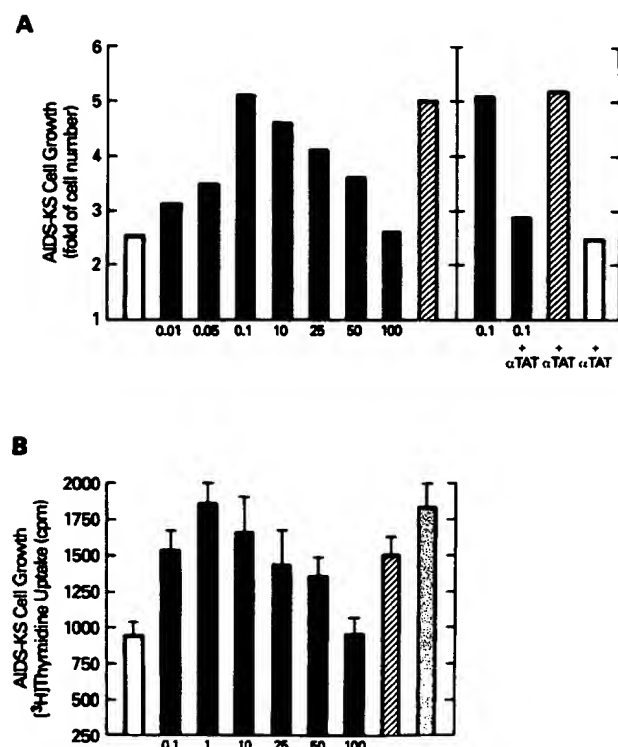 A
AIDS-KS Cell Growth
(fold of cell number)
6
5
4
3
2
1
0.01 0.05 0.1 10 25 50 100 0.1 0.1
+ + +
αTAT αTAT αTAT
B
AIDS-KS Cell Growth
[³H]Thymidine Uptake (cpm)
2000
1750
1500
1250
1000
750
500
250
0.1 1 10 25 50 100